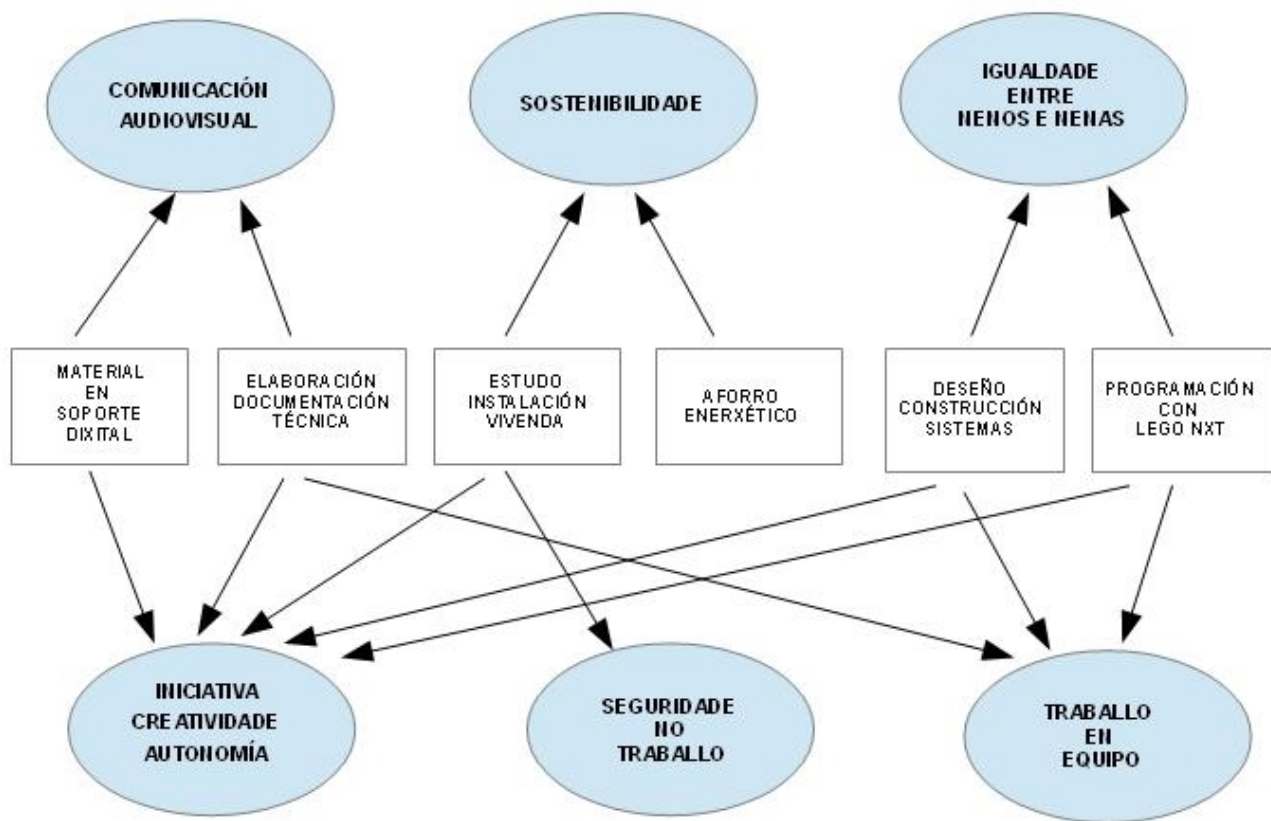 COMUNICACIÓN
AUDIOVISUAL
SOSTENIBILIDADE
IGUALDADE
ENTRE
NENOS E NENAS
MATERIAL
EN
SOPORTE
DIXITAL
ELABORACIÓN
DOCUMENTACIÓN
TÉCNICA
ESTUDO
INSTALACIÓN
VIVENDA
AFORRO
ENERXÉTICO
DESEÑO
CONSTRUCCIÓN
SISTEMAS
PROGRAMACIÓN
CON
LEGO NXT
INICIATIVA
CREATIVIDADE
AUTONOMÍA
SEGURIDADE
NO
TRABALLO
TRABALLO
EN
EQUIPO